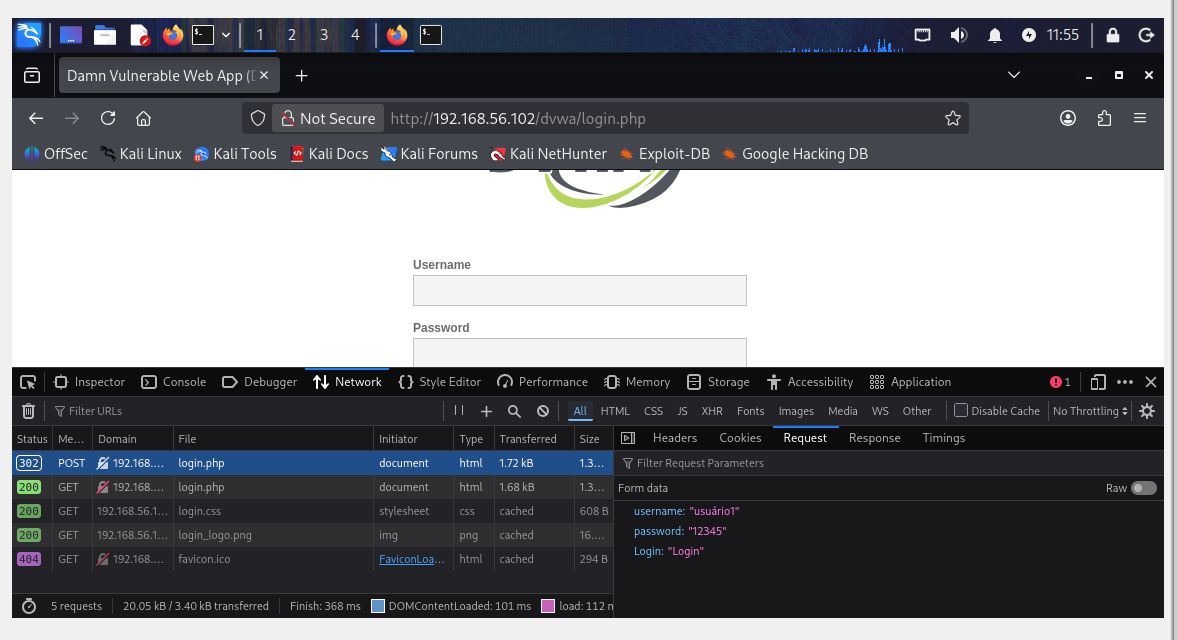 1 2 3 4 11:55
Damn Vulnerable Web App (
Not Secure http://192.168.56.102/dvwa/login.php
OffSec Kali Linux Kali Tools Kali Docs Kali Forums Kali NetHunter Exploit-DB Google Hacking DB
Username
Password
Inspector Console Debugger Network Style Editor Performance Memory Storage Accessibility Application 1
Filter URLs All HTML CSS JS XHR Fonts Images Media WS Other Disable Cache No Throttling
Status Me... Domain File Initiator Type Transferred Size Headers Cookies Request Response Timings
302 POST 192.168.... login.php document html 1.72 kB 1.3...
200 GET 192.168.... login.php document html 1.68 kB 1.3...
200 GET 192.168.56.1... login.css stylesheet css cached 608 B
200 GET 192.168.56.1... login_logo.png img png cached 16....
404 GET 192.168.... favicon.ico FaviconLoa... html cached 294 B
Filter Request Parameters
Form data Raw
username: "usuário1"
password: "12345"
Login: "Login"
5 requests 20.05 kB / 3.40 kB transferred Finish: 368 ms DOMContentLoaded: 101 ms load: 112 m